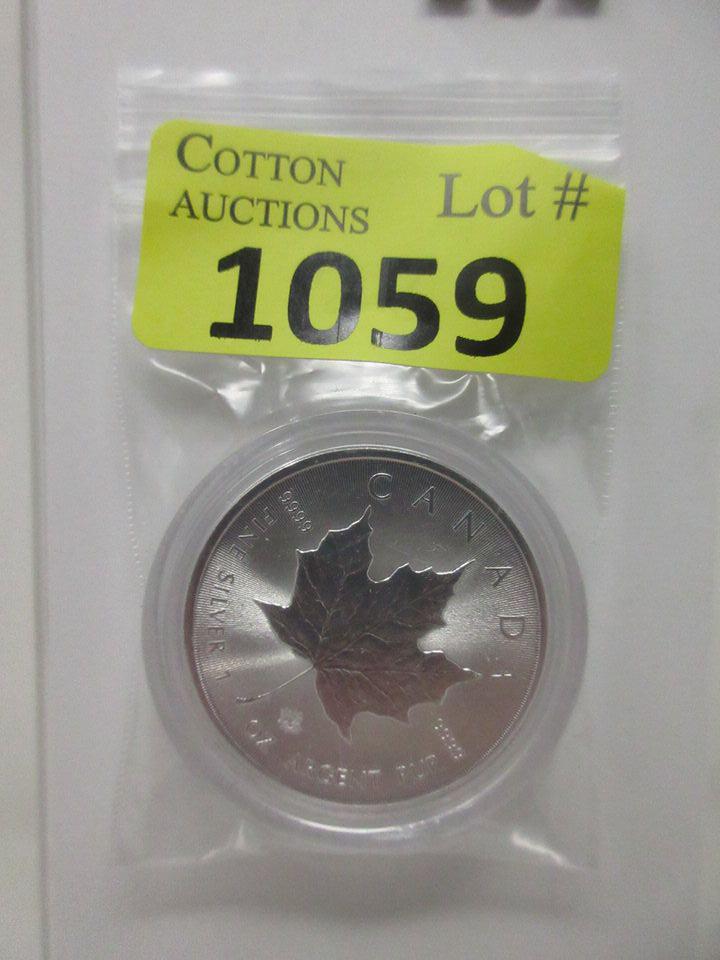 COTTON
AUCTIONS
Lot #
1059
CANADA
9999
FINE SILVER 1 OZ ARGENT PUR
9999